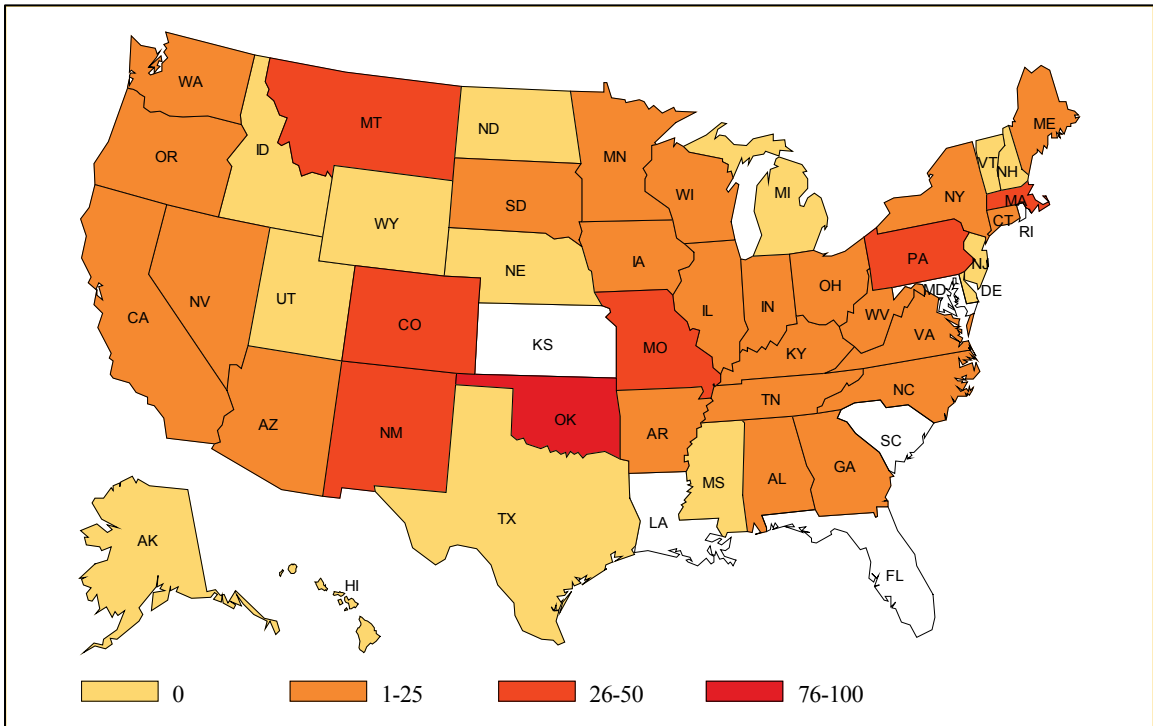 WA
MT
ND
ME
OR
ID
MN
VT
NH
WI
MI
NY
MA
SD
WY
CT
RI
IA
PA
NE
NJ
NV
UT
OH
MD
DE
IL
IN
CA
CO
WV
VA
KS
MO
KY
TN
NC
AZ
NM
OK
AR
SC
GA
MS
AL
TX
LA
AK
FL
HI
0
1-25
26-50
76-100